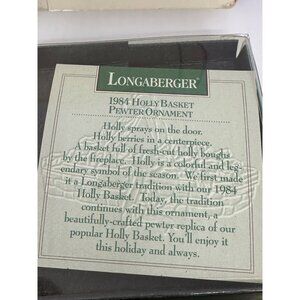 LONGABERGER®
1984 HOLLY BASKET
PEWTER ORNAMENT
Holly sprays on the door.
Holly berries in a centerpiece.
A basket full of fresh-cut holly boughs
by the fireplace. Holly is a colorful and leg-
endary symbol of the season. We first made
it a Longaberger tradition with our 1984
Holly Basket. Today, the tradition
continues with this ornament, a
beautifully-crafted pewter replica of our
popular Holly Basket. You'll enjoy it
this holiday and always.